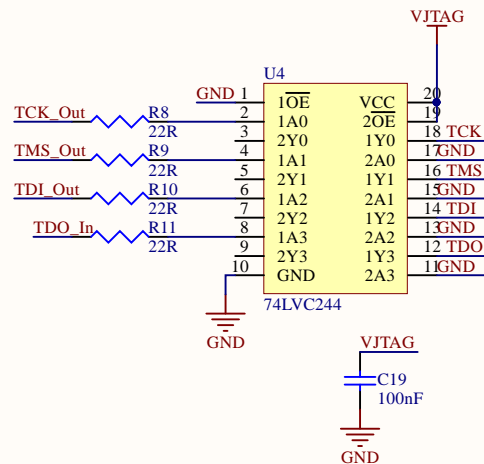 VJTAG
U4
GND 1 1OE VCC 20
TCK_Out R8 22R 2 1A0 2OE 19
3 2Y0 1Y0 18 TCK
TMS_Out R9 22R 4 1A1 2A0 17 GND
5 2Y1 1Y1 16 TMS
TDI_Out R10 22R 6 1A2 2A1 15 GND
7 2Y2 1Y2 14 TDI
TDO_In R11 22R 8 1A3 2A2 13 GND
9 2Y3 1Y3 12 TDO
10 GND 2A3 11 GND
74LVC244
GND
VJTAG
C19
100nF
GND